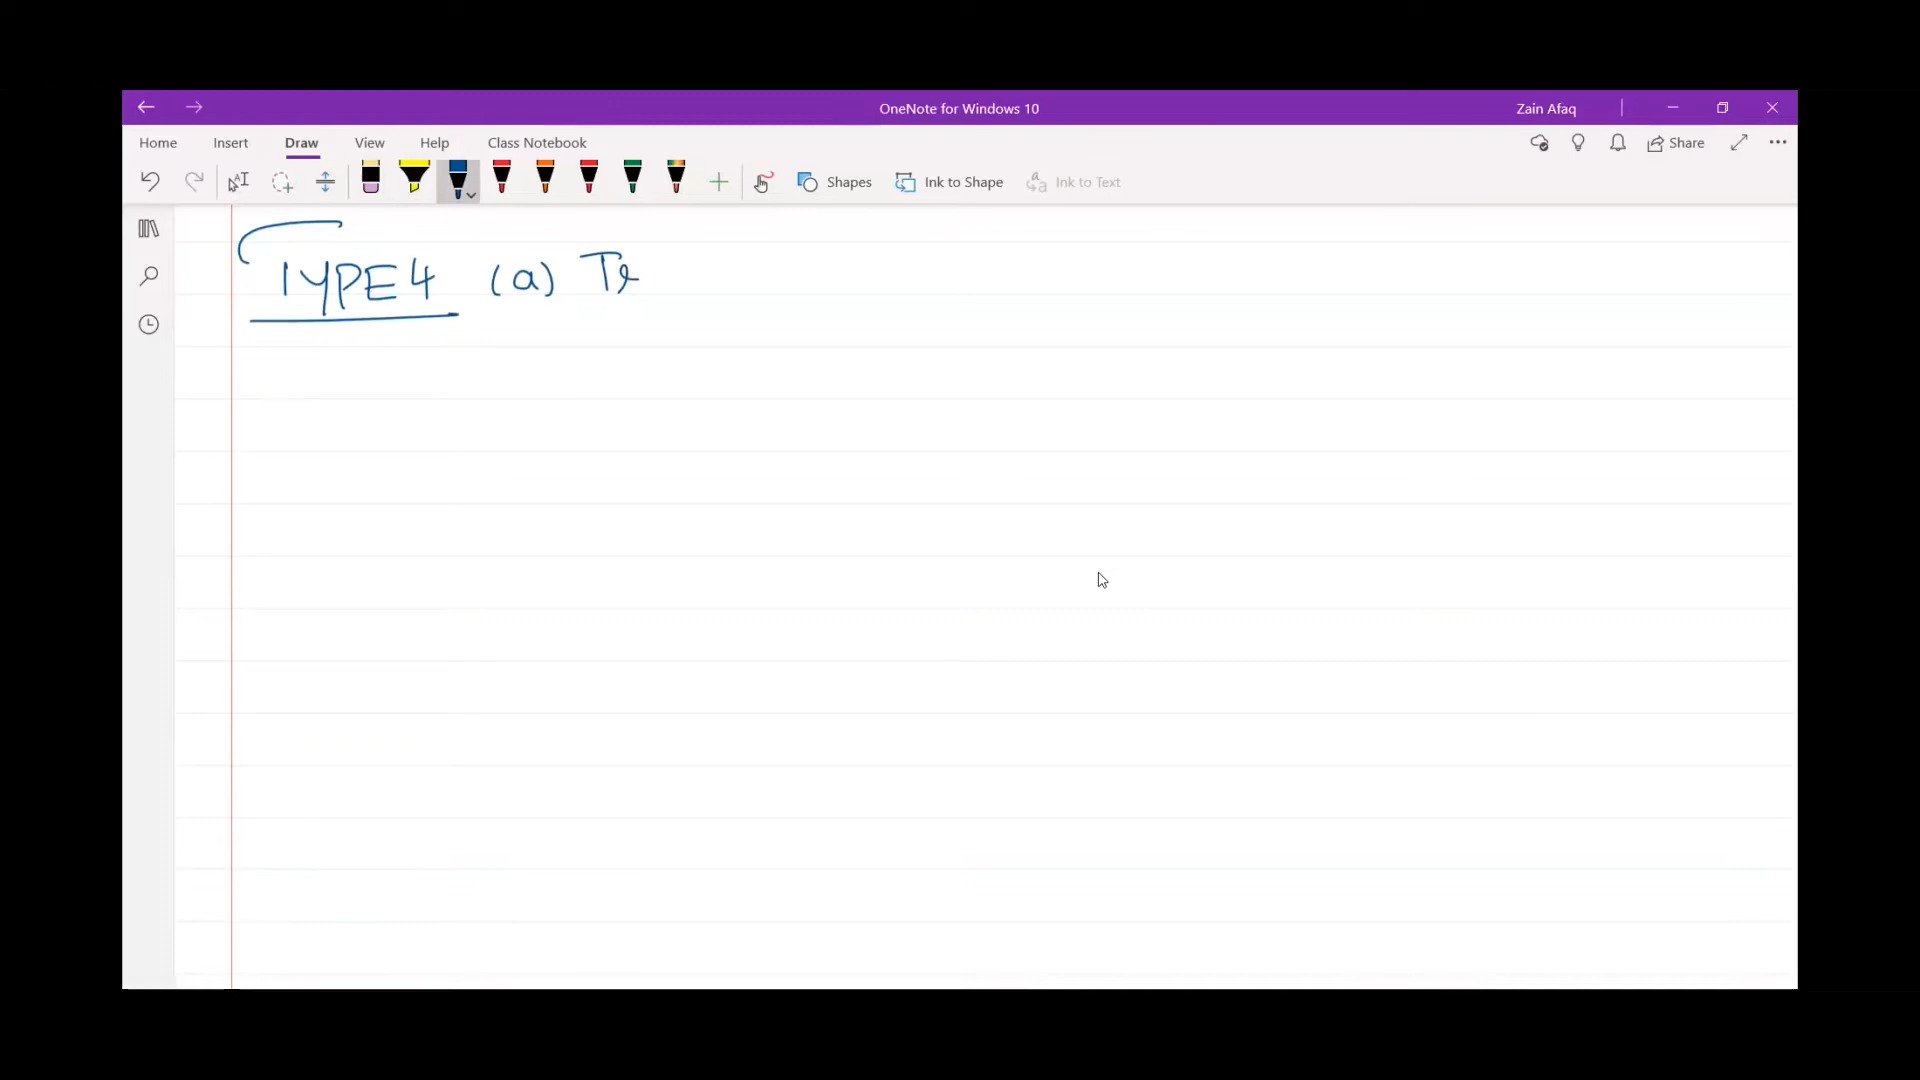 OneNote for Windows 10 Zain Afaq
Home Insert Draw View Help Class Notebook Share
Shapes Ink to Shape Ink to Text
TYPE 4 (a) Tr